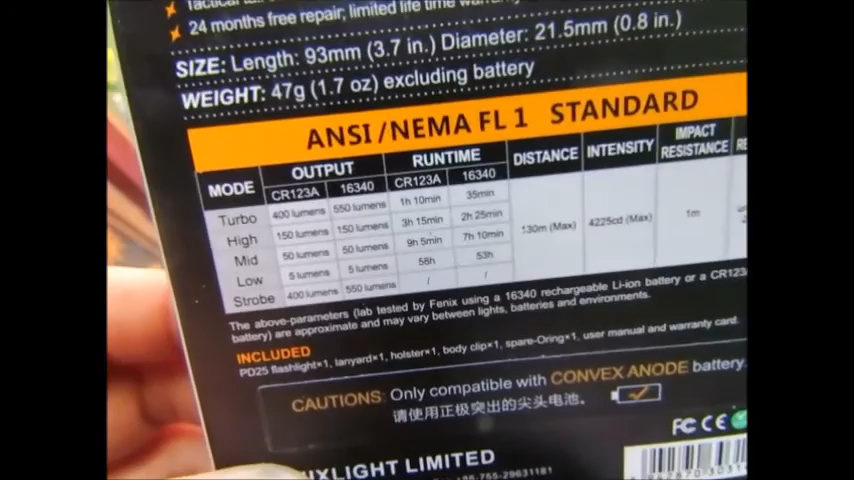 24 months free repair, limited life time warranty
SIZE: Length: 93mm (3.7 in.) Diameter: 21.5mm (0.8 in.)
WEIGHT: 47g (1.7 oz) excluding battery
ANSI/NEMA FL 1 STANDARD
MODE OUTPUT RUNTIME DISTANCE INTENSITY IMPACT RESISTANCE
CR123A 16340 CR123A 16340
Turbo 400 lumens 550 lumens 1h 10min 35min
High 150 lumens 150 lumens 3h 15min 2h 25min
Mid 50 lumens 50 lumens 9h 5min 7h 10min
Low 5 lumens 5 lumens 58h 53h
Strobe 400 lumens 550 lumens / /
130m (Max) 4225cd (Max) 1m
The above-parameters (lab tested by Fenix using a 16340 rechargeable Li-ion battery or a CR123
battery) are approximate and may vary between lights, batteries and environments.
INCLUDED
PD25 flashlight×1, lanyard×1, holster×1, body clip×1, spare-Oring×1, user manual and warranty card.
CAUTIONS: Only compatible with CONVEX ANODE battery.
请使用正极突出的尖头电池。
FC CE
LIMITED
-755-29631181